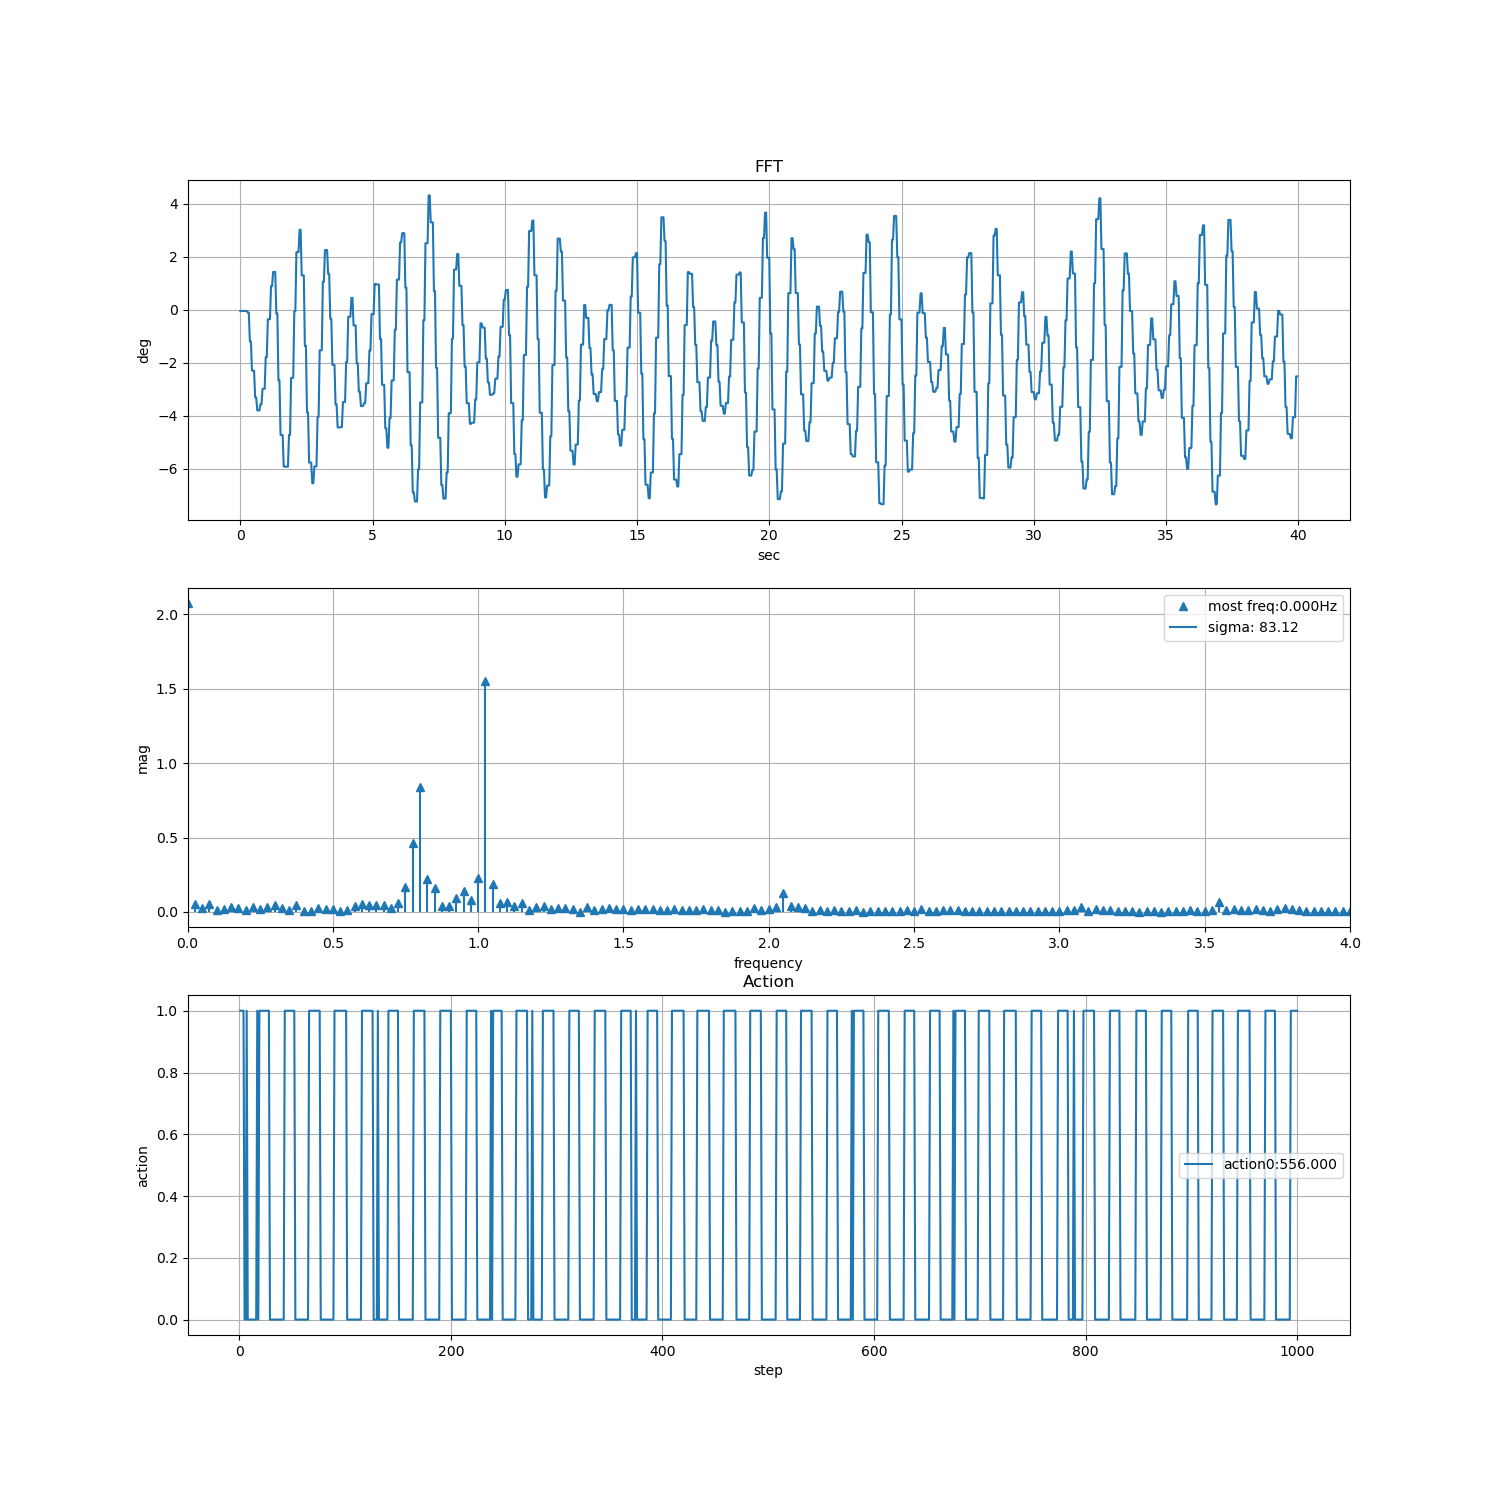 FFT
4
2
0
−2
−4
−6
deg
0 5 10 15 20 25 30 35 40
sec
2.0
1.5
1.0
0.5
0.0
mag
most freq:0.000Hz
sigma: 83.12
0.0 0.5 1.0 1.5 2.0 2.5 3.0 3.5 4.0
frequency
Action
1.0
0.8
0.6
0.4
0.2
0.0
action
action0:556.000
0 200 400 600 800 1000
step